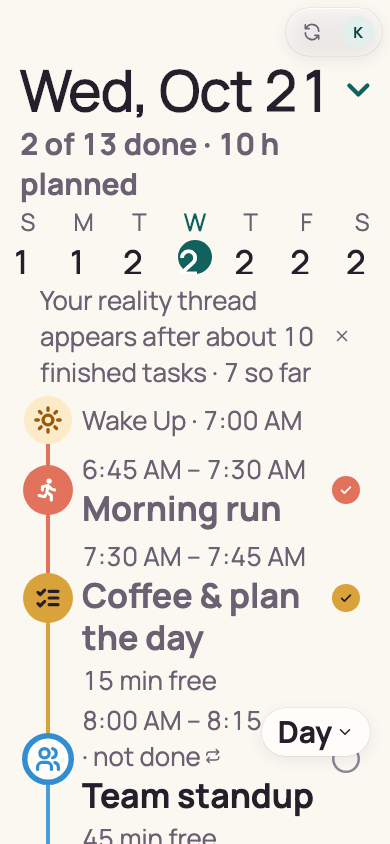 K
Wed, Oct 21
2 of 13 done · 10 h
planned
S M T W T F S
1 1 2 2 2 2 2
Your reality thread
appears after about 10 ×
finished tasks · 7 so far
Wake Up · 7:00 AM
6:45 AM – 7:30 AM
Morning run
7:30 AM – 7:45 AM
Coffee & plan
the day
15 min free
8:00 AM – 8:15
Day
· not done
Team standup
45 min free